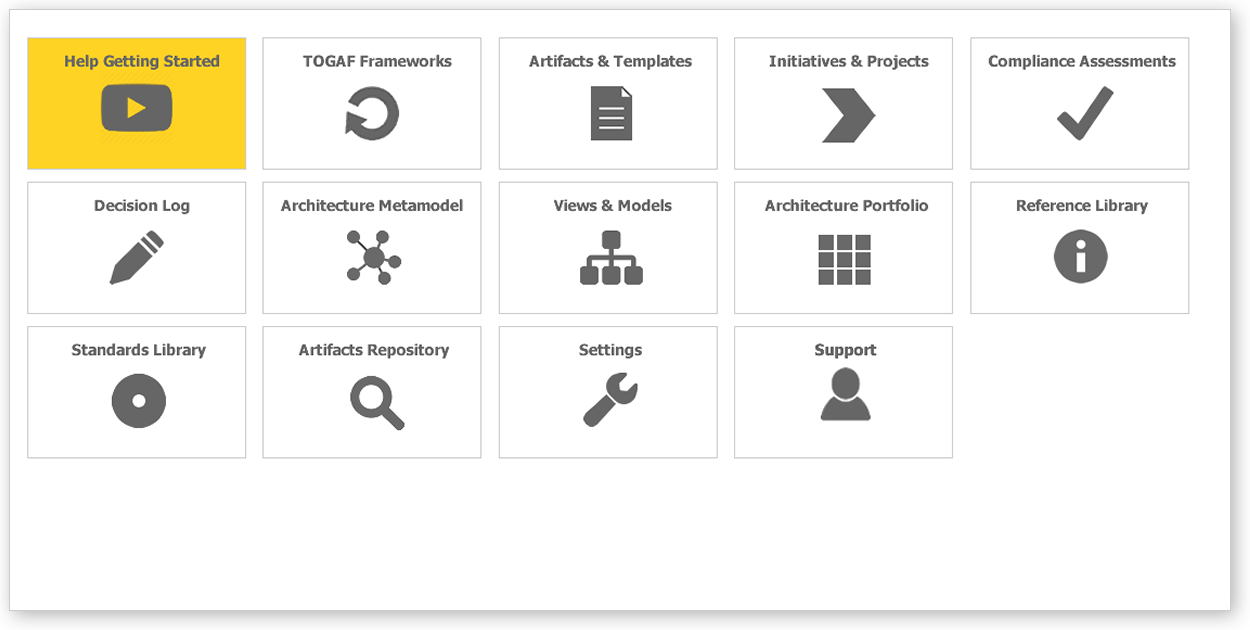 Help Getting Started
TOGAF Frameworks
Artifacts & Templates
Initiatives & Projects
Compliance Assessments
Decision Log
Architecture Metamodel
Views & Models
Architecture Portfolio
Reference Library
Standards Library
Artifacts Repository
Settings
Support